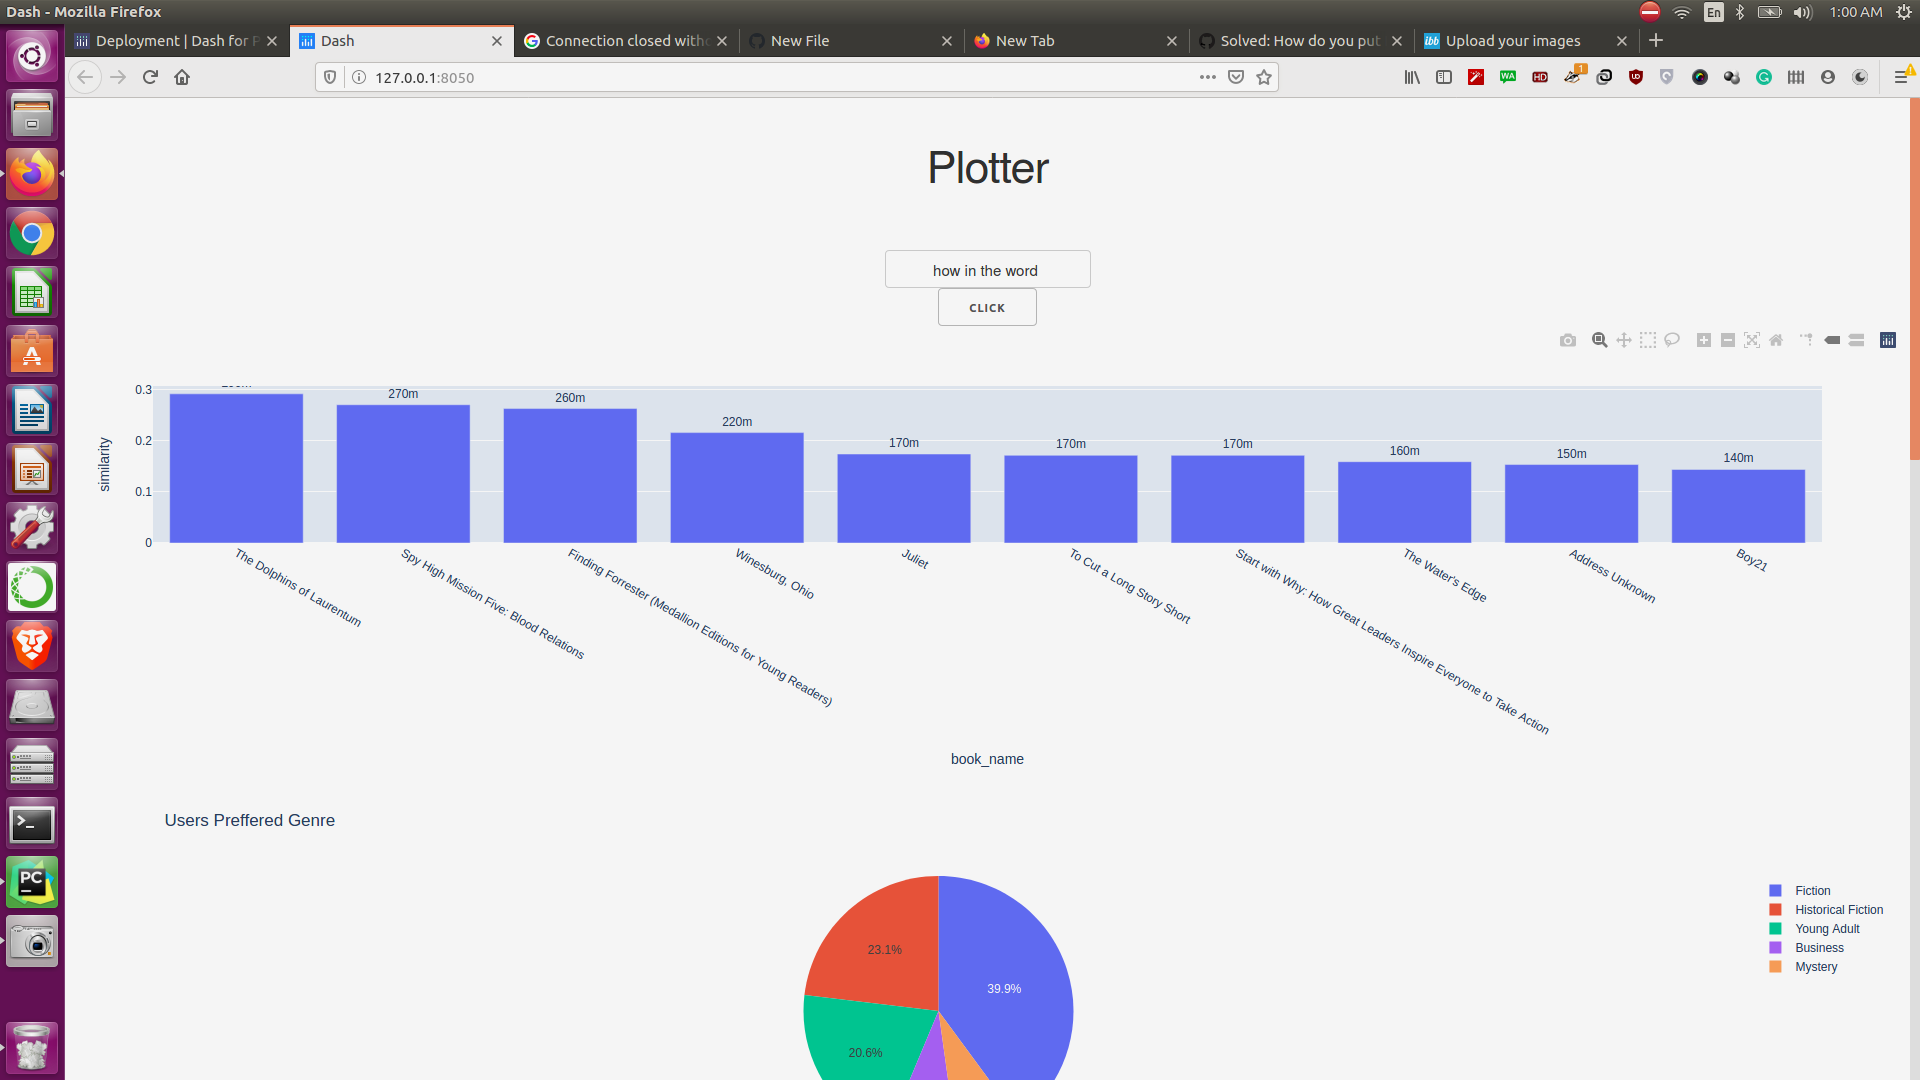 Dash - Mozilla Firefox
En
1:00 AM
Deployment | Dash for P
Dash
Connection closed witho
New File
New Tab
Solved: How do you put
Upload your images
127.0.0.1:8050
Plotter
how in the word
CLICK
similarity
0.3
0.2
0.1
0
270m
260m
220m
170m
170m
170m
160m
150m
140m
The Dolphins of Laurentum
Spy High Mission Five: Blood Relations
Finding Forrester (Medallion Editions for Young Readers)
Winesburg, Ohio
Juliet
To Cut a Long Story Short
Start with Why: How Great Leaders Inspire Everyone to Take Action
The Water's Edge
Address Unknown
Boy21
book_name
Users Preffered Genre
23.1%
39.9%
20.6%
Fiction
Historical Fiction
Young Adult
Business
Mystery